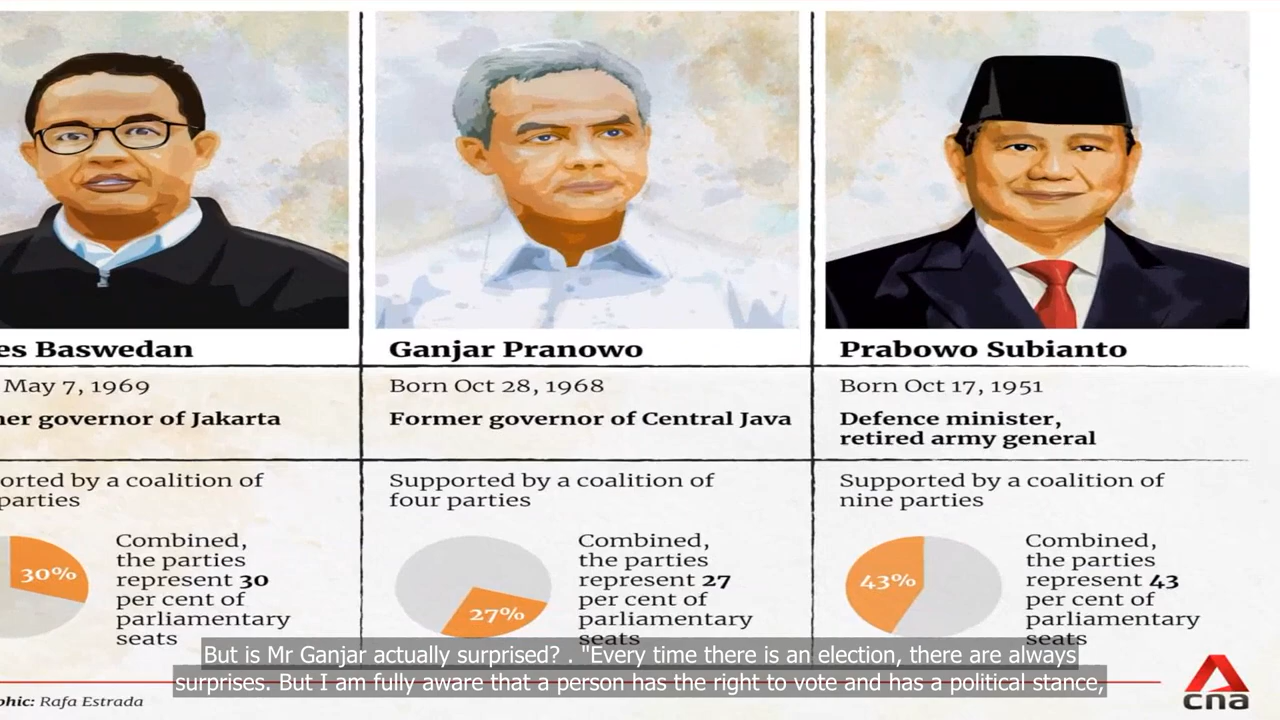 es Baswedan
May 7, 1969
ner governor of Jakarta
orted by a coalition of
parties
30%
Combined,
the parties
represent 30
per cent of
parliamentary
seats
Ganjar Pranowo
Born Oct 28, 1968
Former governor of Central Java
Supported by a coalition of
four parties
27%
Combined,
the parties
represent 27
per cent of
parliamentary
seats
Prabowo Subianto
Born Oct 17, 1951
Defence minister,
retired army general
Supported by a coalition of
nine parties
43%
Combined,
the parties
represent 43
per cent of
parliamentary
seats
But is Mr Ganjar actually surprised? . "Every time there is an election, there are always
surprises. But I am fully aware that a person has the right to vote and has a political stance,
phic: Rafa Estrada
cna